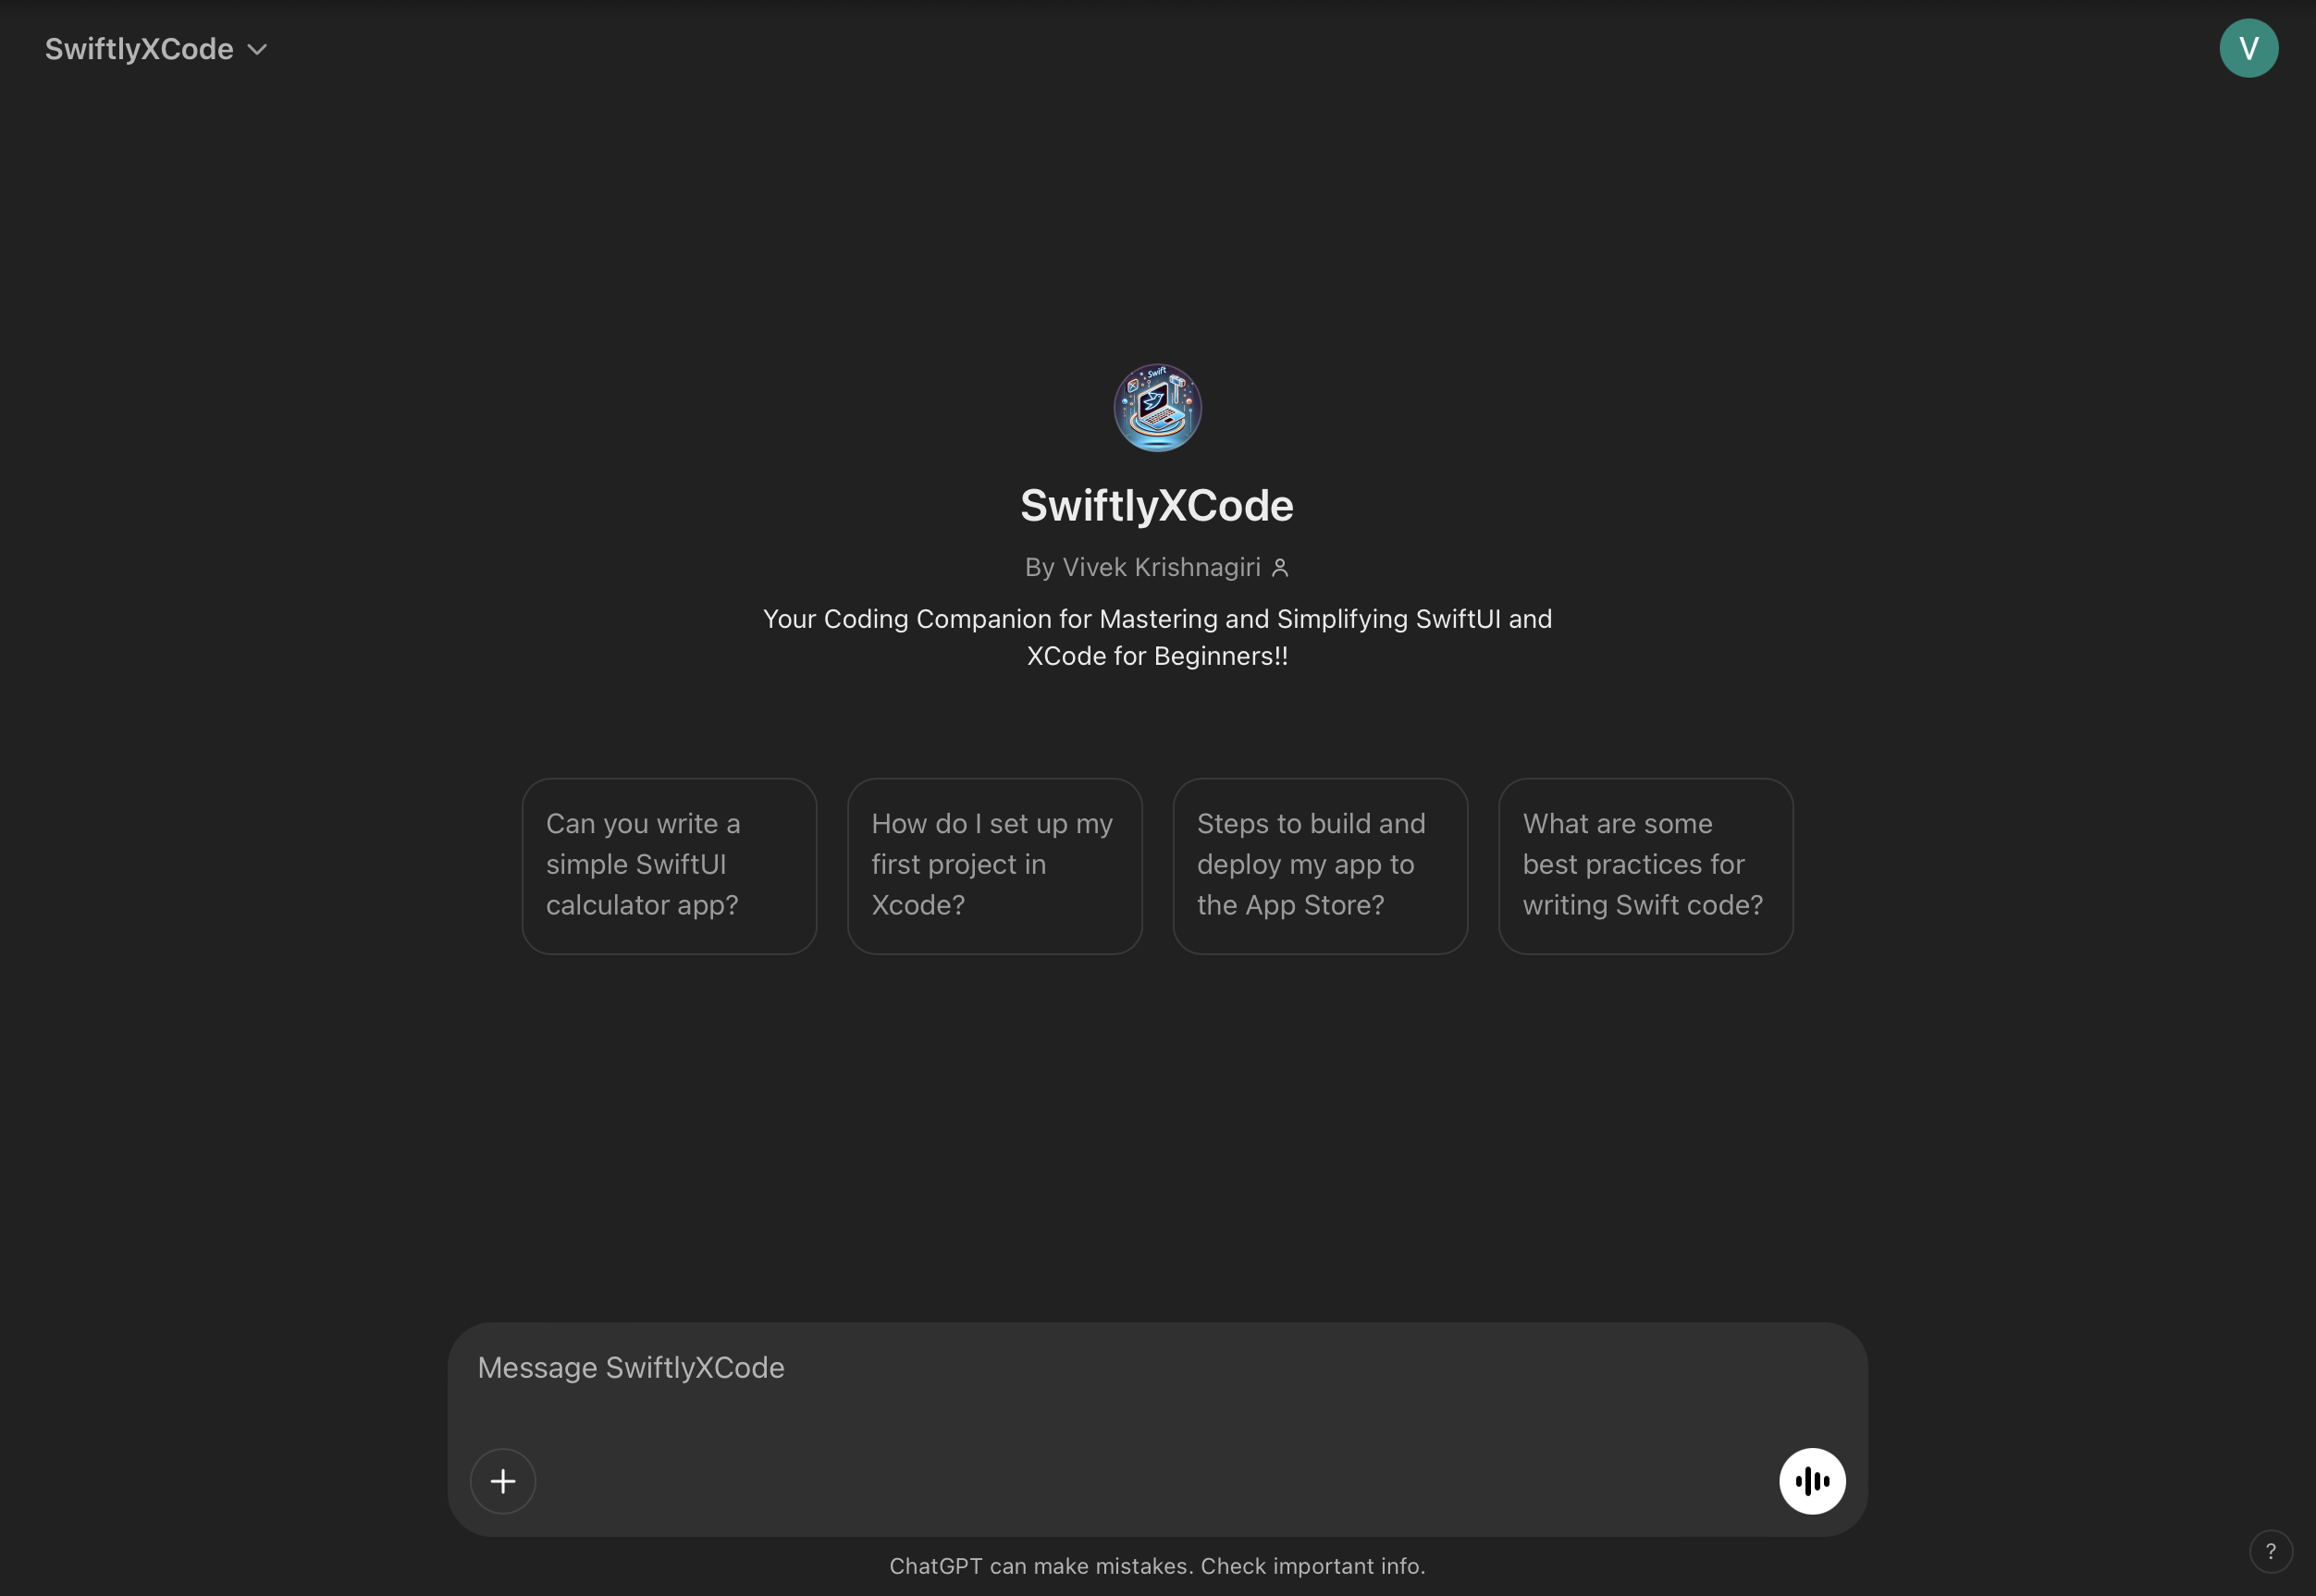 SwiftlyXCode
V
Swift
SwiftlyXCode
By Vivek Krishnagiri
Your Coding Companion for Mastering and Simplifying SwiftUI and
XCode for Beginners!!
Can you write a
simple SwiftUI
calculator app?
How do I set up my
first project in
Xcode?
Steps to build and
deploy my app to
the App Store?
What are some
best practices for
writing Swift code?
Message SwiftlyXCode
ChatGPT can make mistakes. Check important info.
?